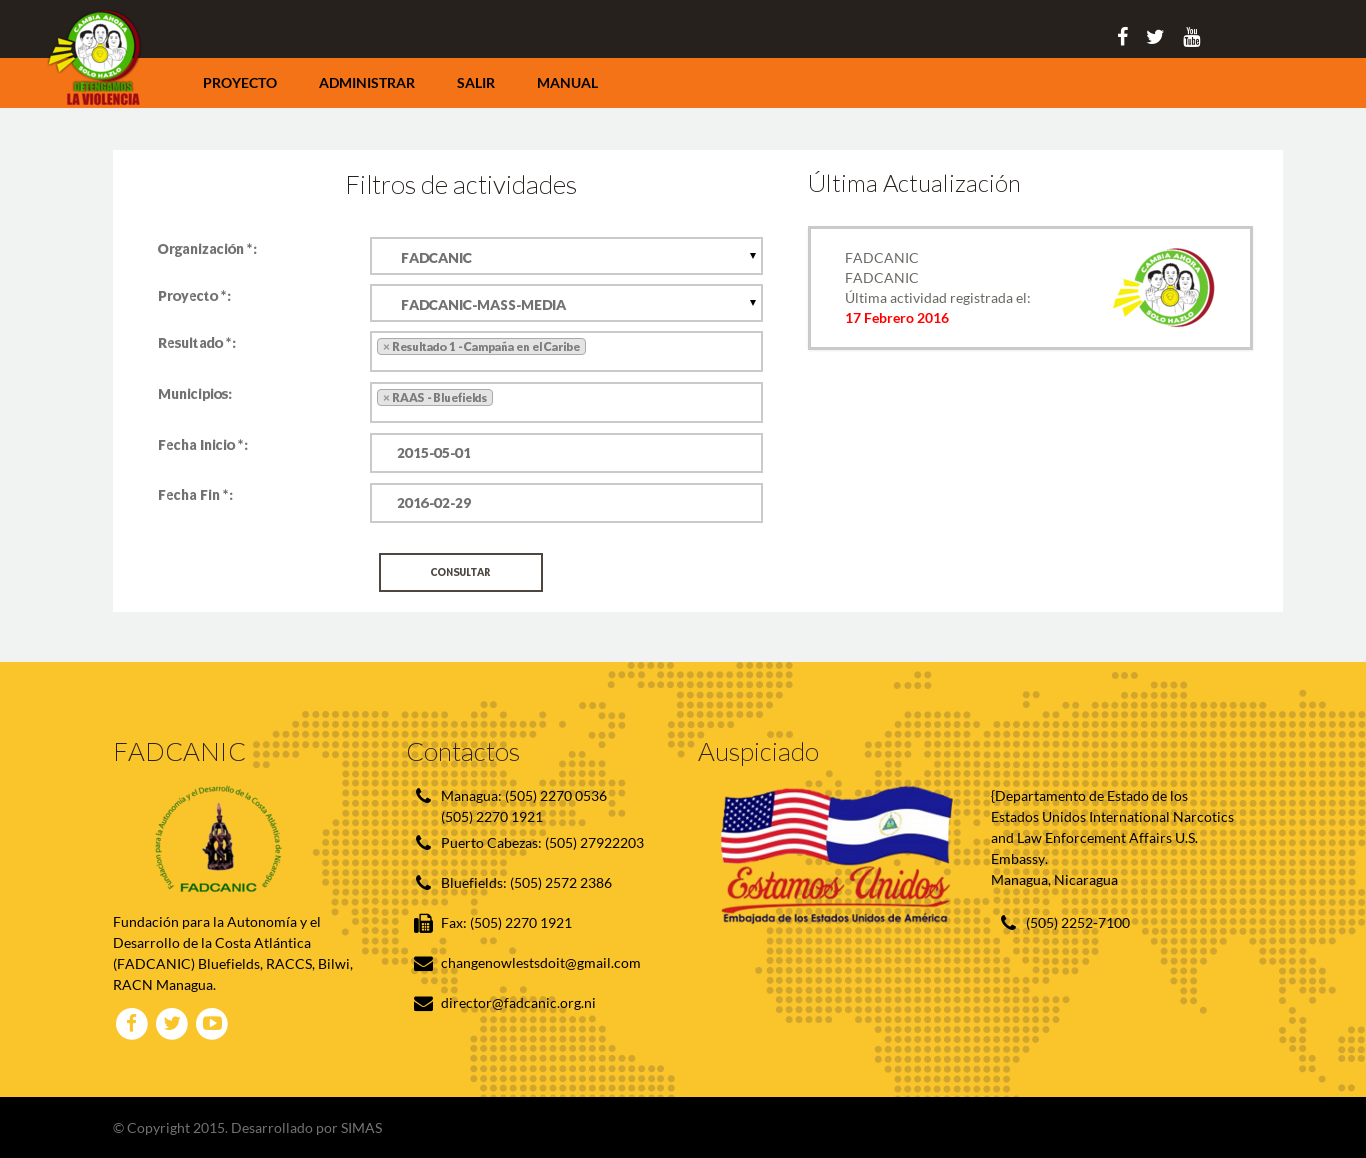 CAMBIA AHORA
SOLO HAZLO
DETENGAMOS
LA VIOLENCIA
You
Tube
PROYECTO
ADMINISTRAR
SALIR
MANUAL
Filtros de actividades
Organización *:
FADCANIC
Proyecto *:
FADCANIC-MASS-MEDIA
Resultado *:
× Resultado 1 - Campaña en el Caribe
Municipios:
× RAAS - Bluefields
Fecha Inicio *:
2015-05-01
Fecha Fin *:
2016-02-29
CONSULTAR
Última Actualización
FADCANIC
FADCANIC
Última actividad registrada el:
17 Febrero 2016
CAMBIA AHORA
SOLO HAZLO
FADCANIC
Fundación para la Autonomía y el Desarrollo de la Costa Atlántica de Nicaragua
FADCANIC
Fundación para la Autonomía y el
Desarrollo de la Costa Atlántica
(FADCANIC) Bluefields, RACCS, Bilwi,
RACN Managua.
Contactos
Managua: (505) 2270 0536
(505) 2270 1921
Puerto Cabezas: (505) 27922203
Bluefields: (505) 2572 2386
Fax: (505) 2270 1921
changenowlestsdoit@gmail.com
director@fadcanic.org.ni
Auspiciado
Estamos Unidos
Embajada de los Estados Unidos de América
{Departamento de Estado de los
Estados Unidos International Narcotics
and Law Enforcement Affairs U.S.
Embassy.
Managua, Nicaragua
(505) 2252-7100
© Copyright 2015. Desarrollado por SIMAS